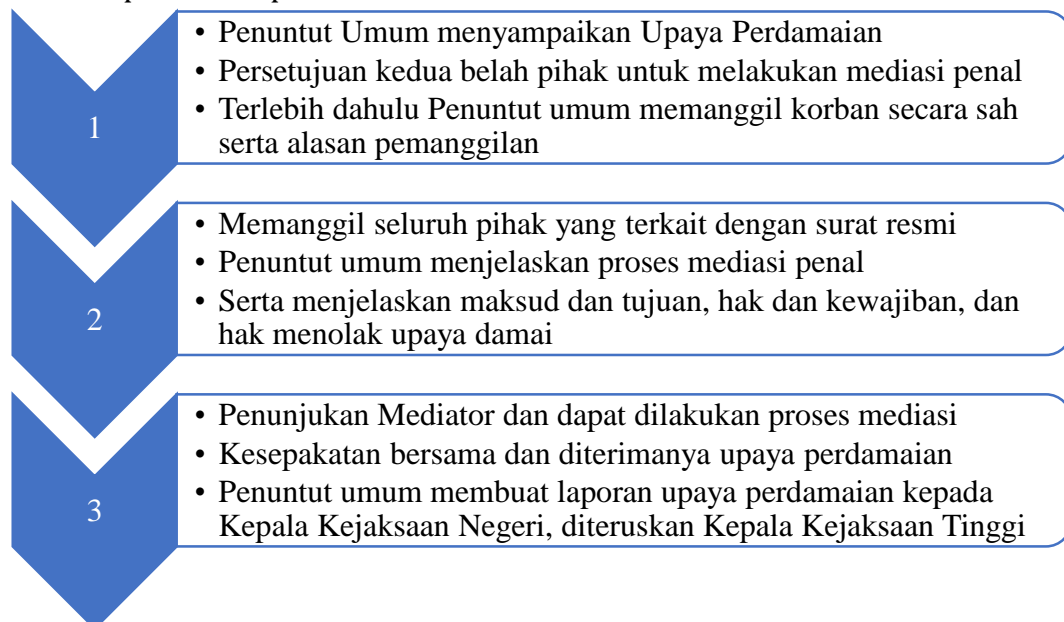 1
• Penuntut Umum menyampaikan Upaya Perdamaian
• Persetujuan kedua belah pihak untuk melakukan mediasi penal
• Terlebih dahulu Penuntut umum memanggil korban secara sah
serta alasan pemanggilan
2
• Memanggil seluruh pihak yang terkait dengan surat resmi
• Penuntut umum menjelaskan proses mediasi penal
• Serta menjelaskan maksud dan tujuan, hak dan kewajiban, dan
hak menolak upaya damai
3
• Penunjukan Mediator dan dapat dilakukan proses mediasi
• Kesepakatan bersama dan diterimanya upaya perdamaian
• Penuntut umum membuat laporan upaya perdamaian kepada
Kepala Kejaksaan Negeri, diteruskan Kepala Kejaksaan Tinggi